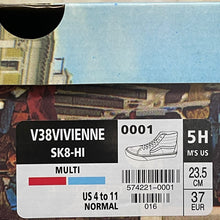 V38VIVIENNE
SK8-HI
MULTI
US 4 to 11
NORMAL
0001
574221-0001
016
5H
M'S US
23.5
CM
37
EUR